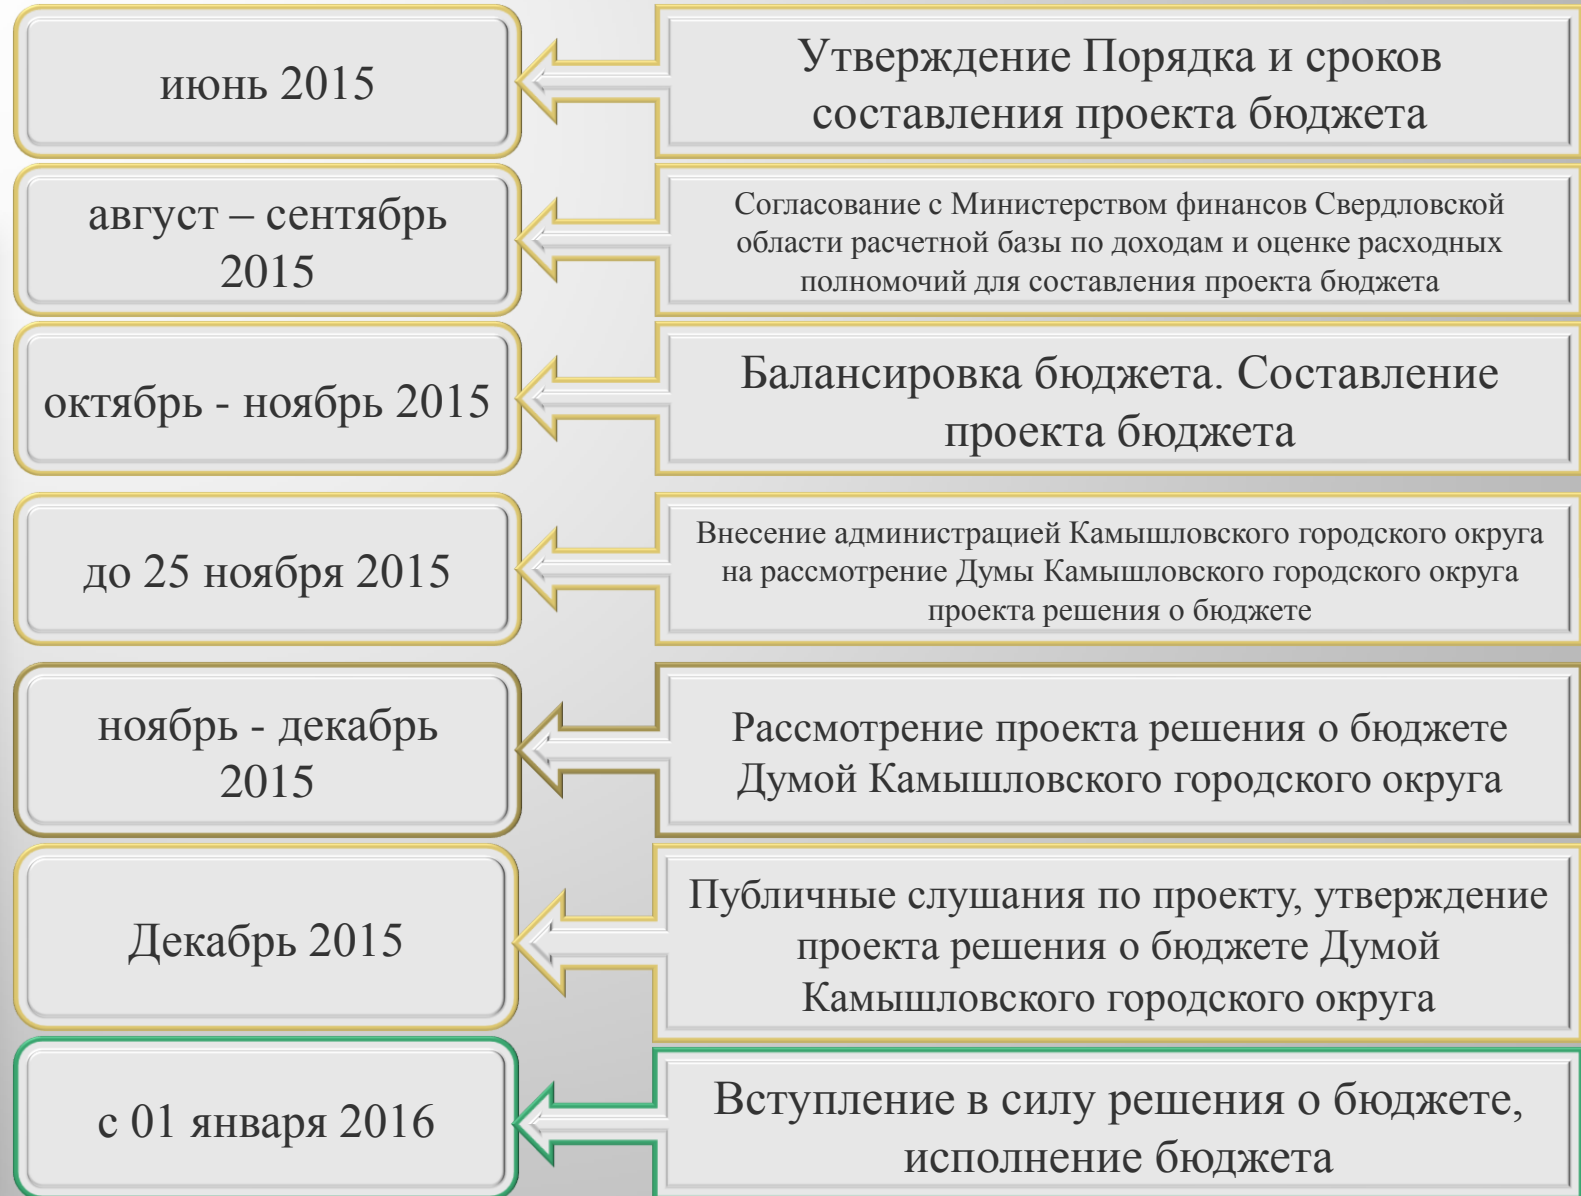 июнь 2015
Утверждение Порядка и сроков
составления проекта бюджета
август – сентябрь
2015
Согласование с Министерством финансов Свердловской
области расчетной базы по доходам и оценке расходных
полномочий для составления проекта бюджета
октябрь - ноябрь 2015
Балансировка бюджета. Составление
проекта бюджета
до 25 ноября 2015
Внесение администрацией Камышловского городского округа
на рассмотрение Думы Камышловского городского округа
проекта решения о бюджете
ноябрь - декабрь
2015
Рассмотрение проекта решения о бюджете
Думой Камышловского городского округа
Декабрь 2015
Публичные слушания по проекту, утверждение
проекта решения о бюджете Думой
Камышловского городского округа
с 01 января 2016
Вступление в силу решения о бюджете,
исполнение бюджета